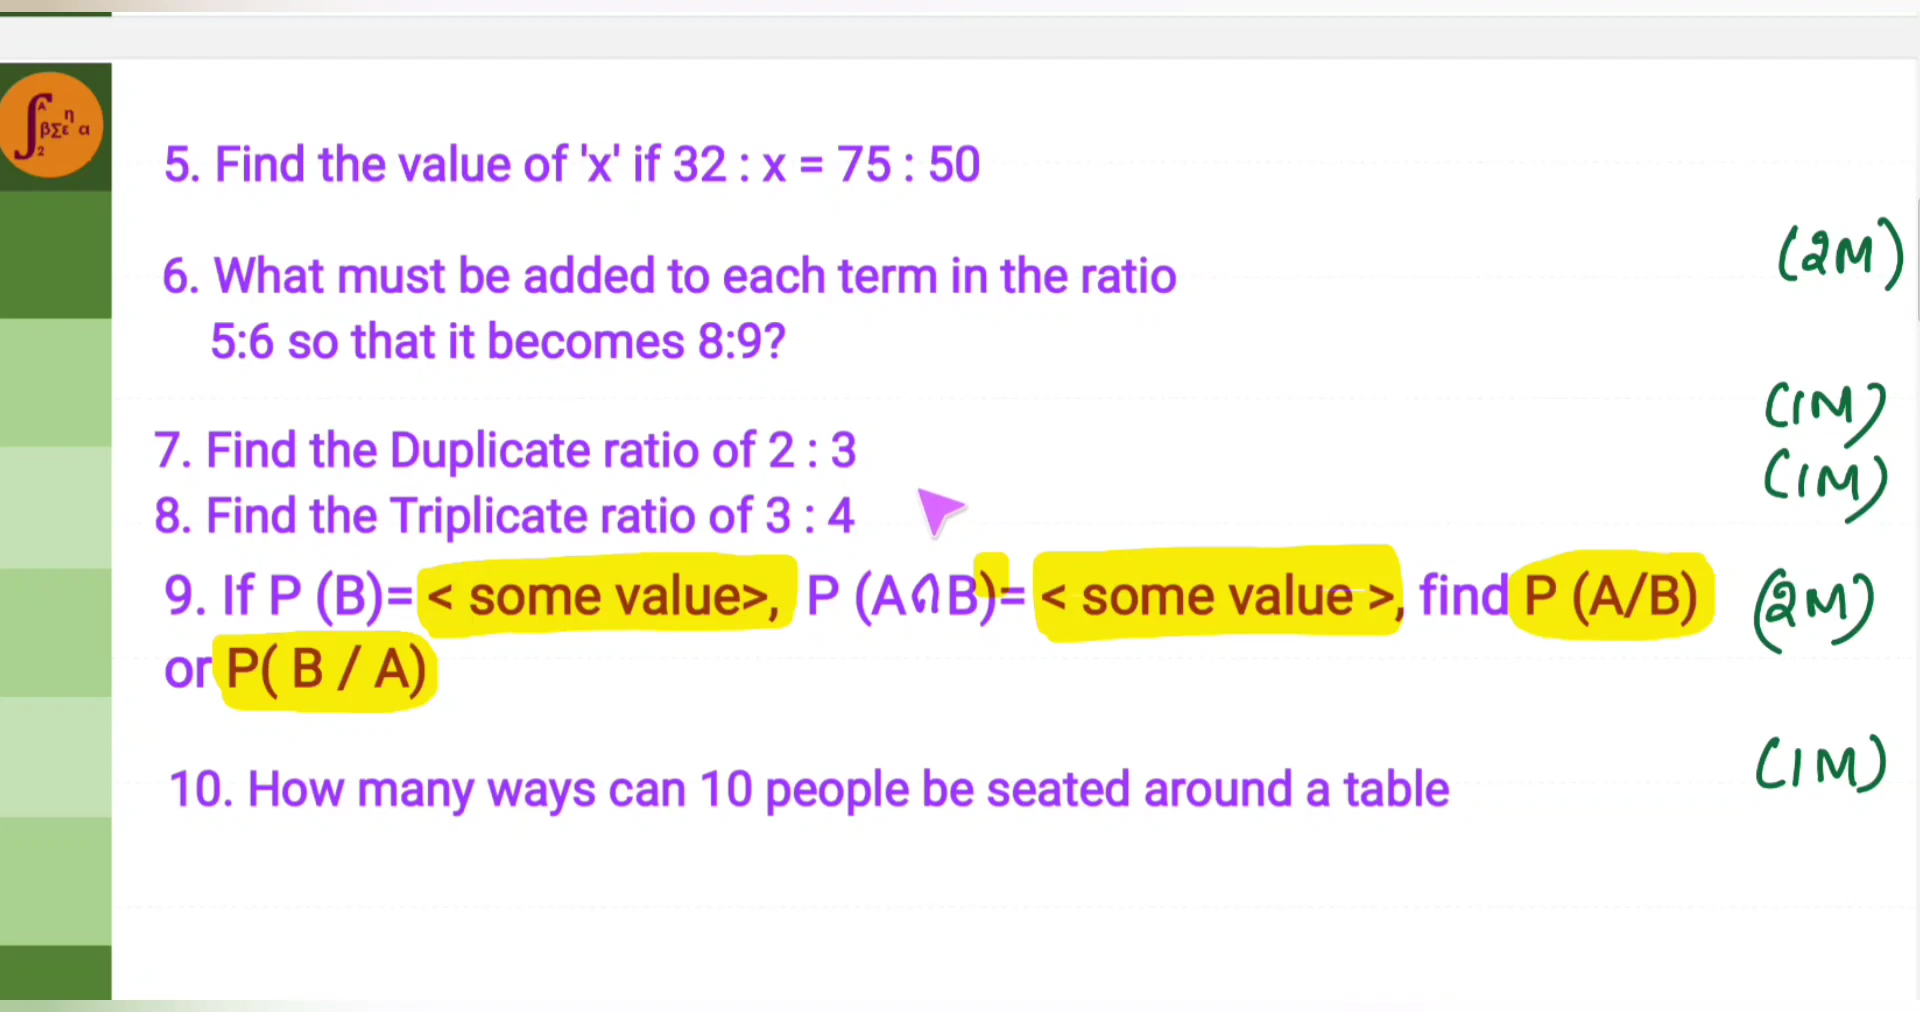 5. Find the value of 'x' if 32 : x = 75 : 50
(2M)
6. What must be added to each term in the ratio
5:6 so that it becomes 8:9?
(1M)
7. Find the Duplicate ratio of 2 : 3
(1M)
8. Find the Triplicate ratio of 3 : 4
9. If P (B)= < some value>, P (A∩B)= < some value >, find P (A/B) (2M)
or P( B / A)
10. How many ways can 10 people be seated around a table (1M)